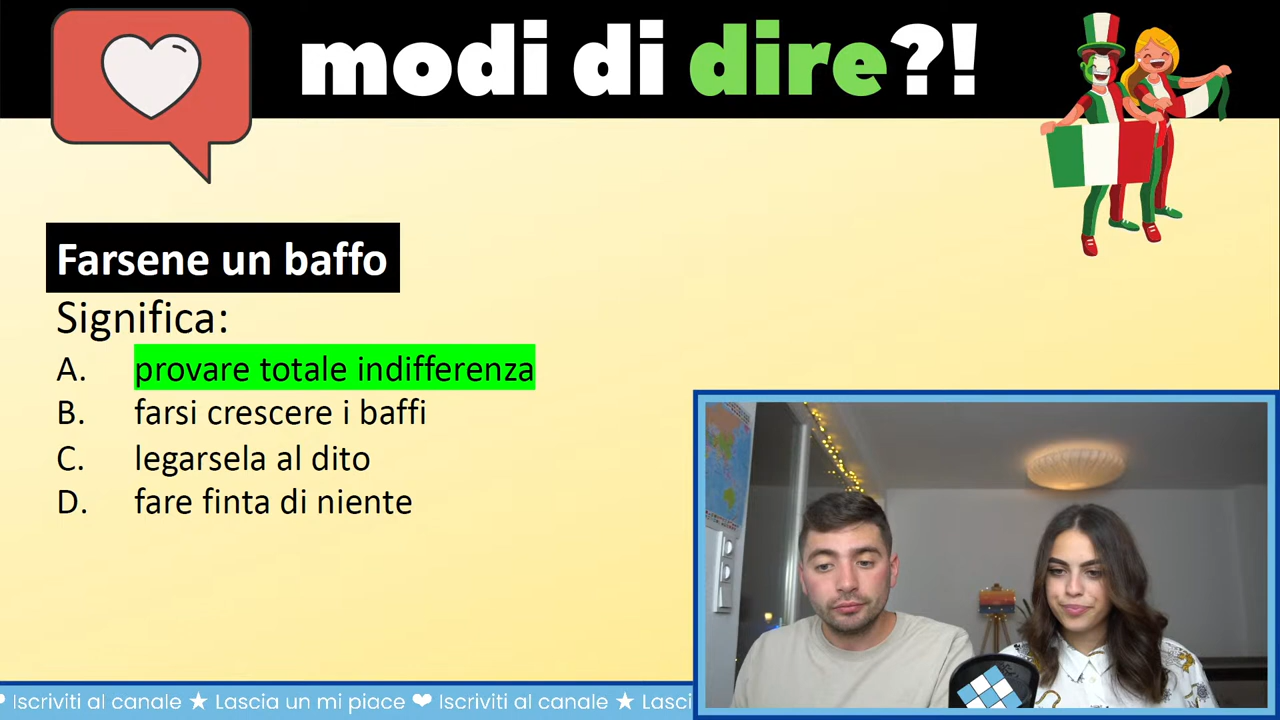 modi di dire?!
Farsene un baffo
Significa:
A. provare totale indifferenza
B. farsi crescere i baffi
C. legarsela al dito
D. fare finta di niente
❤ Iscriviti al canale ★ Lascia un mi piace ❤ Iscriviti al canale ★ Lasci